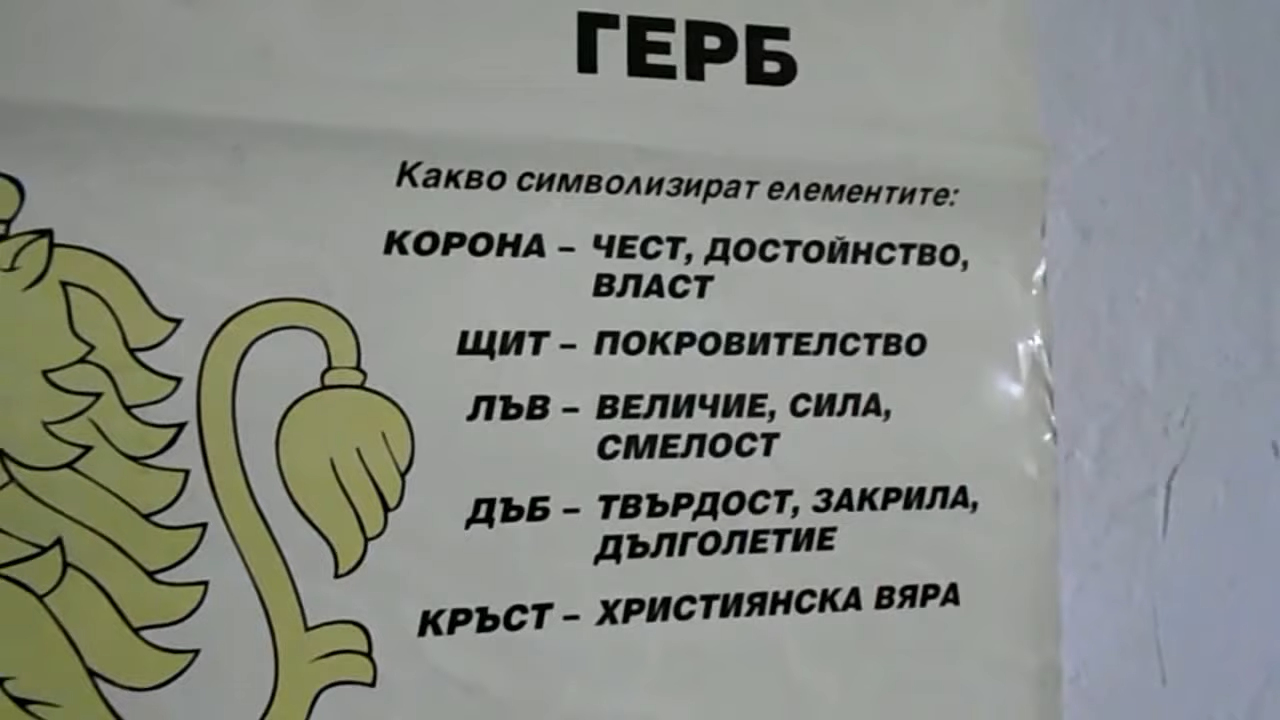 ГЕРБ
Какво символизират елементите:
КОРОНА – ЧЕСТ, ДОСТОЙНСТВО,
ВЛАСТ
ЩИТ – ПОКРОВИТЕЛСТВО
ЛЪВ – ВЕЛИЧИЕ, СИЛА,
СМЕЛОСТ
ДЪБ – ТВЪРДОСТ, ЗАКРИЛА,
ДЪЛГОЛЕТИЕ
КРЪСТ – ХРИСТИЯНСКА ВЯРА